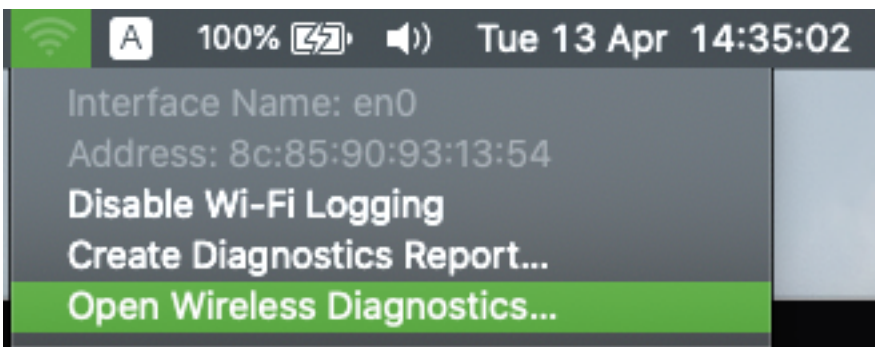 A 100% Tue 13 Apr 14:35:02
Interface Name: en0
Address: 8c:85:90:93:13:54
Disable Wi-Fi Logging
Create Diagnostics Report...
Open Wireless Diagnostics...